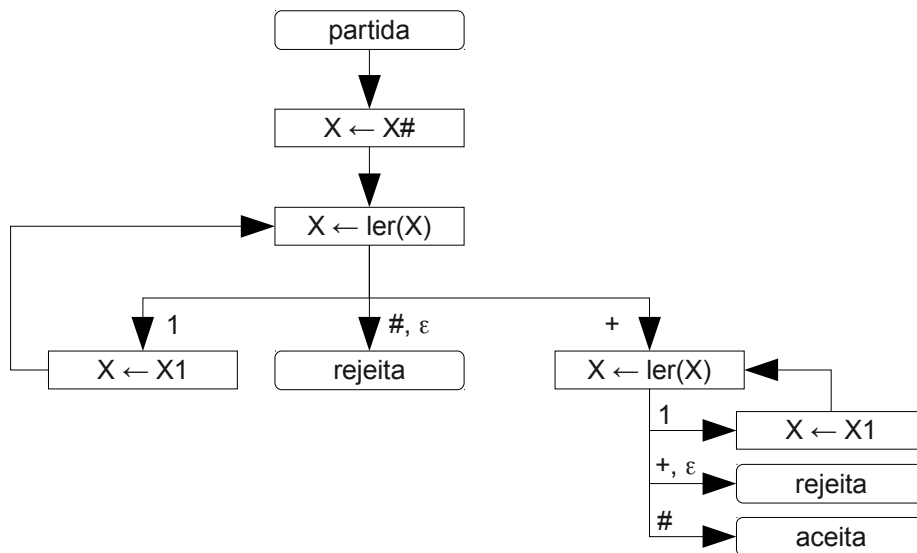 partida
X ← X#
X ← ler(X)
1
#, ε
+
X ← X1
rejeita
X ← ler(X)
1
X ← X1
+, ε
rejeita
#
aceita